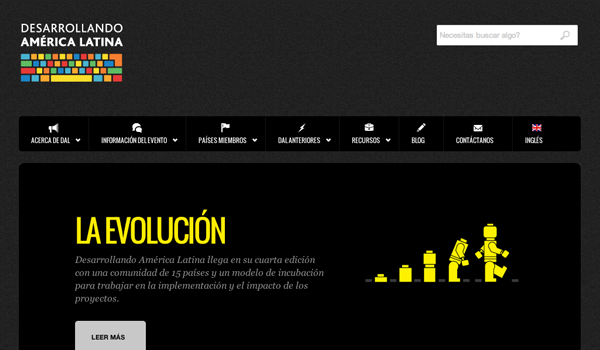 DESARROLLANDO
AMÉRICA LATINA
Necesitas buscar algo?
ACERCA DE DAL
INFORMACIÓN DEL EVENTO
PAÍSES MIEMBROS
DAL ANTERIORES
RECURSOS
BLOG
CONTÁCTANOS
INGLÉS
LA EVOLUCIÓN
Desarrollando América Latina llega en su cuarta edición
con una comunidad de 15 países y un modelo de incubación
para trabajar en la implementación y el impacto de los
proyectos.
LEER MÁS